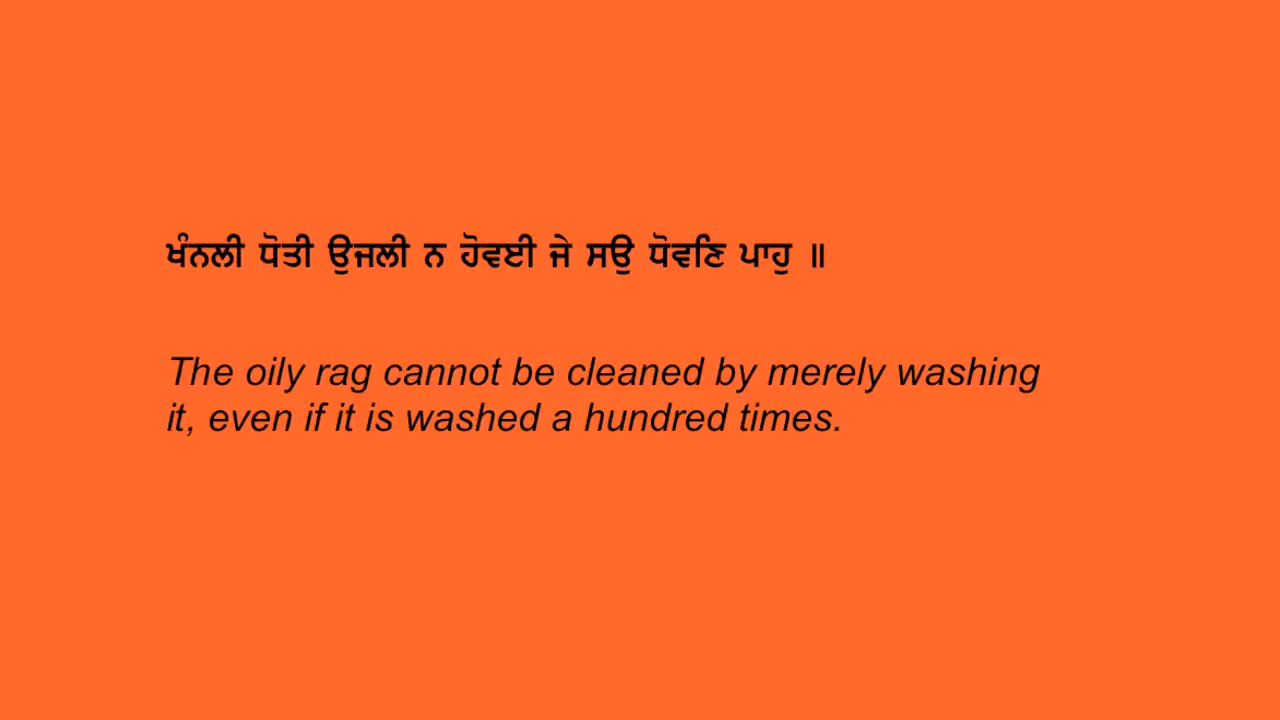 ਖੰਨਲੀ ਧੋਤੀ ਉਜਲੀ ਨ ਹੋਵਈ ਜੇ ਸਉ ਧੋਵਣਿ ਪਾਹੁ ॥
The oily rag cannot be cleaned by merely washing
it, even if it is washed a hundred times.